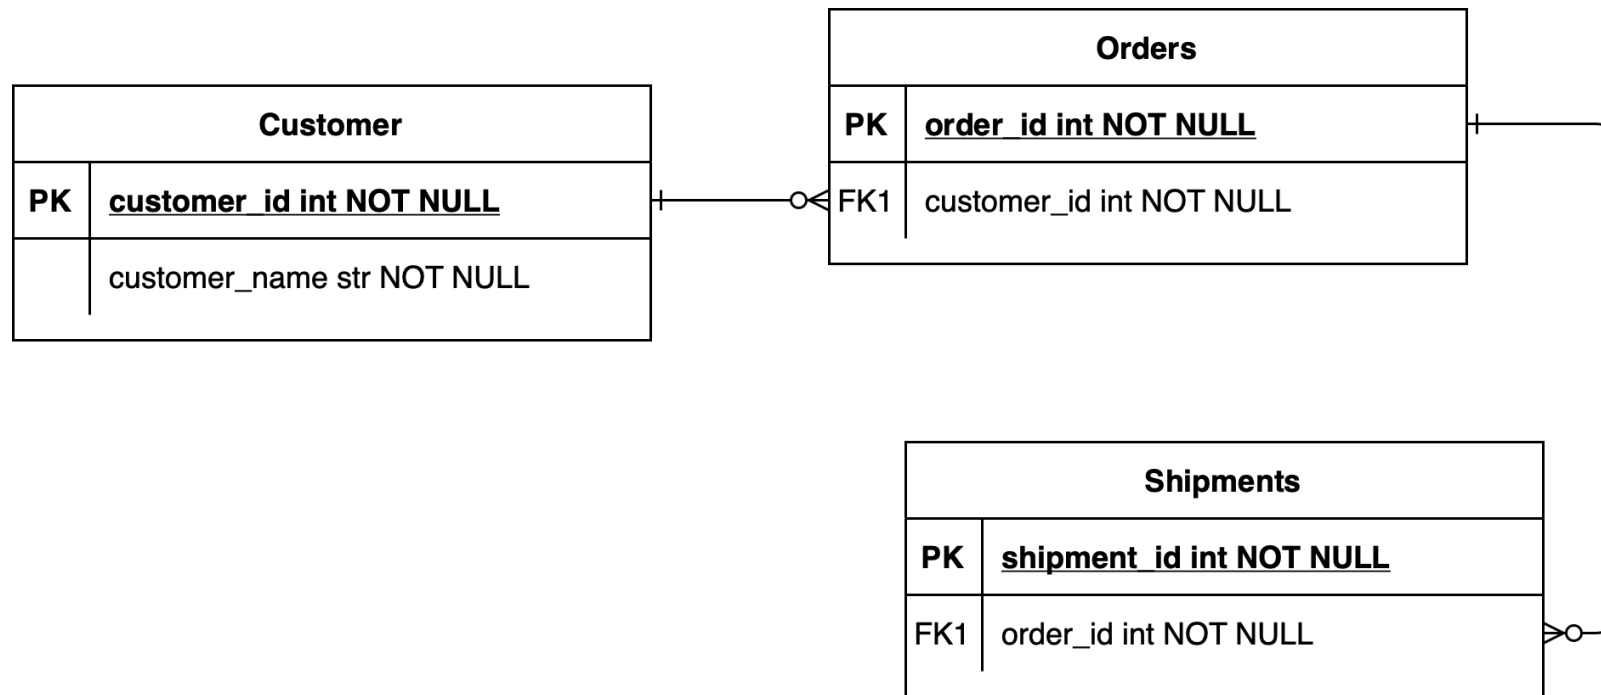 Customer
PK customer_id int NOT NULL
customer_name str NOT NULL
Orders
PK order_id int NOT NULL
FK1 customer_id int NOT NULL
Shipments
PK shipment_id int NOT NULL
FK1 order_id int NOT NULL